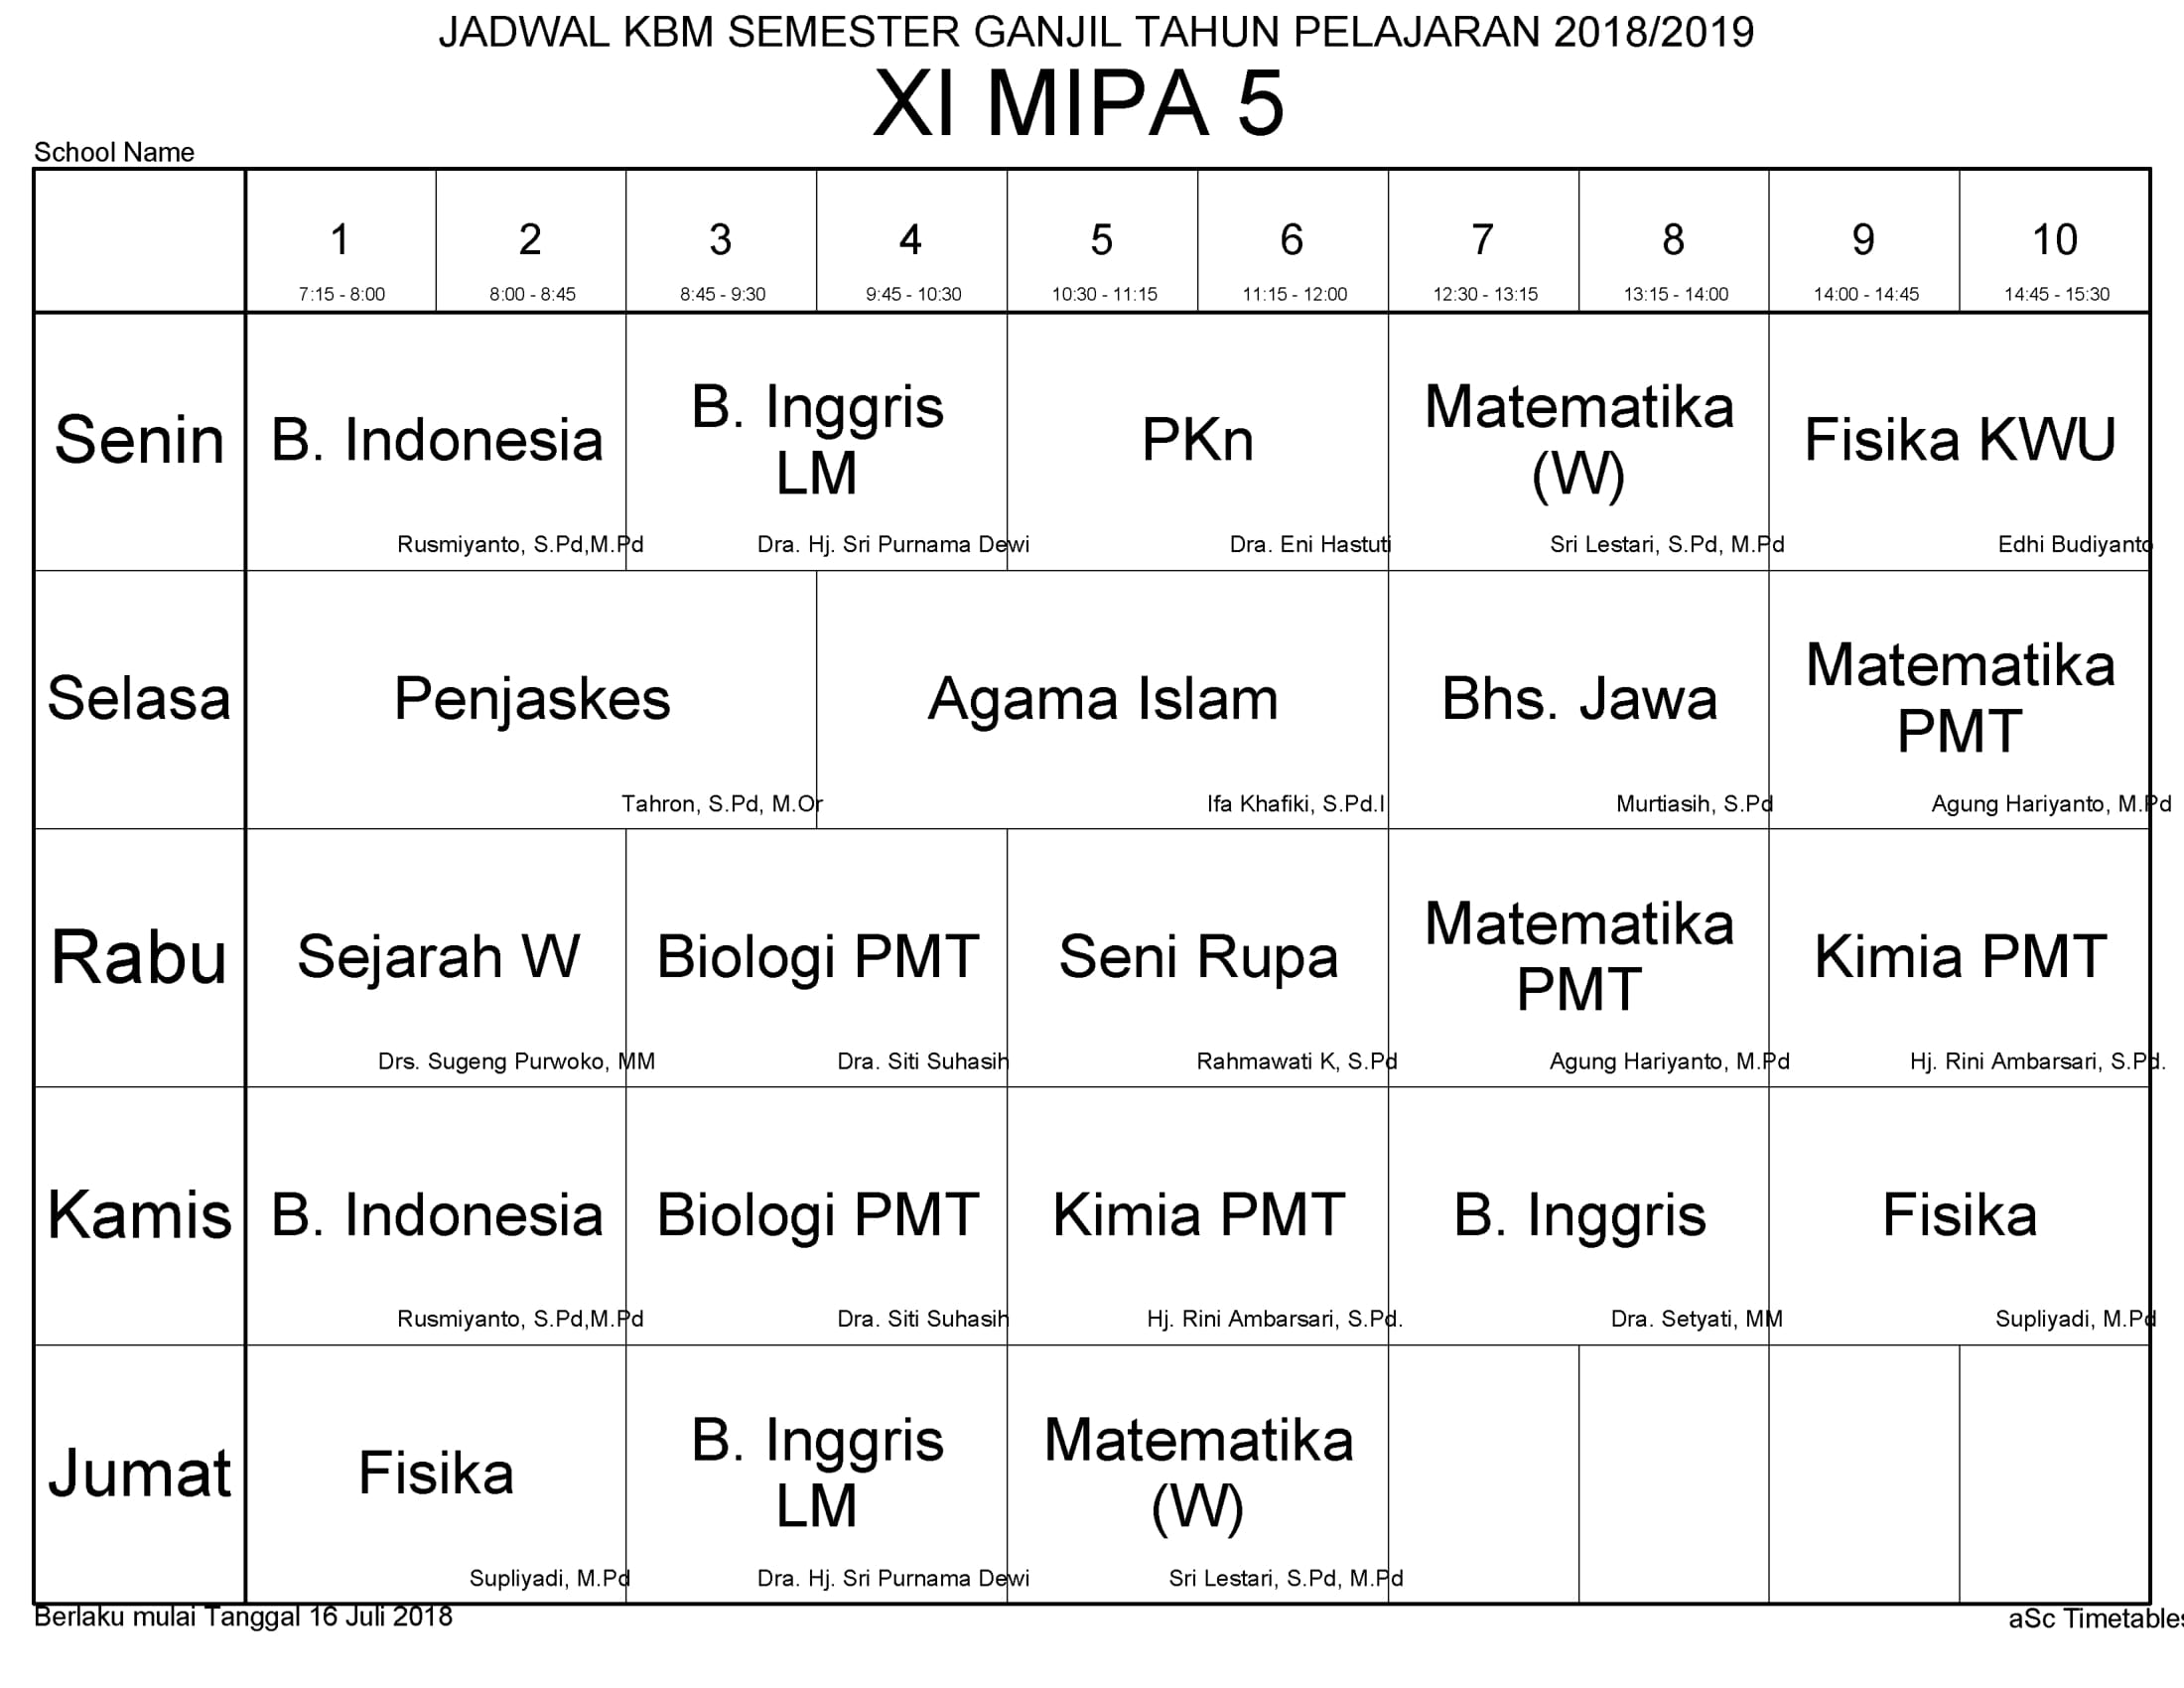 JADWAL KBM SEMESTER GANJIL TAHUN PELAJARAN 2018/2019
XI MIPA 5
School Name
1 2 3 4 5 6 7 8 9 10
7:15 - 8:00 8:00 - 8:45 8:45 - 9:30 9:45 - 10:30 10:30 - 11:15 11:15 - 12:00 12:30 - 13:15 13:15 - 14:00 14:00 - 14:45 14:45 - 15:30
Senin
B. Indonesia
Rusmiyanto, S.Pd,M.Pd
B. Inggris
LM
Dra. Hj. Sri Purnama Dewi
PKn
Dra. Eni Hastuti
Matematika
(W)
Sri Lestari, S.Pd, M.Pd
Fisika KWU
Edhi Budiyanto
Selasa
Penjaskes
Tahron, S.Pd, M.Or
Agama Islam
Ifa Khafiki, S.Pd.I
Bhs. Jawa
Murtiasih, S.Pd
Matematika
PMT
Agung Hariyanto, M.Pd
Rabu
Sejarah W
Drs. Sugeng Purwoko, MM
Biologi PMT
Dra. Siti Suhasih
Seni Rupa
Rahmawati K, S.Pd
Matematika
PMT
Agung Hariyanto, M.Pd
Kimia PMT
Hj. Rini Ambarsari, S.Pd.
Kamis
B. Indonesia
Rusmiyanto, S.Pd,M.Pd
Biologi PMT
Dra. Siti Suhasih
Kimia PMT
Hj. Rini Ambarsari, S.Pd.
B. Inggris
Dra. Setyati, MM
Fisika
Supliyadi, M.Pd
Jumat
Fisika
Supliyadi, M.Pd
B. Inggris
LM
Dra. Hj. Sri Purnama Dewi
Matematika
(W)
Sri Lestari, S.Pd, M.Pd
Berlaku mulai Tanggal 16 Juli 2018
aSc Timetables